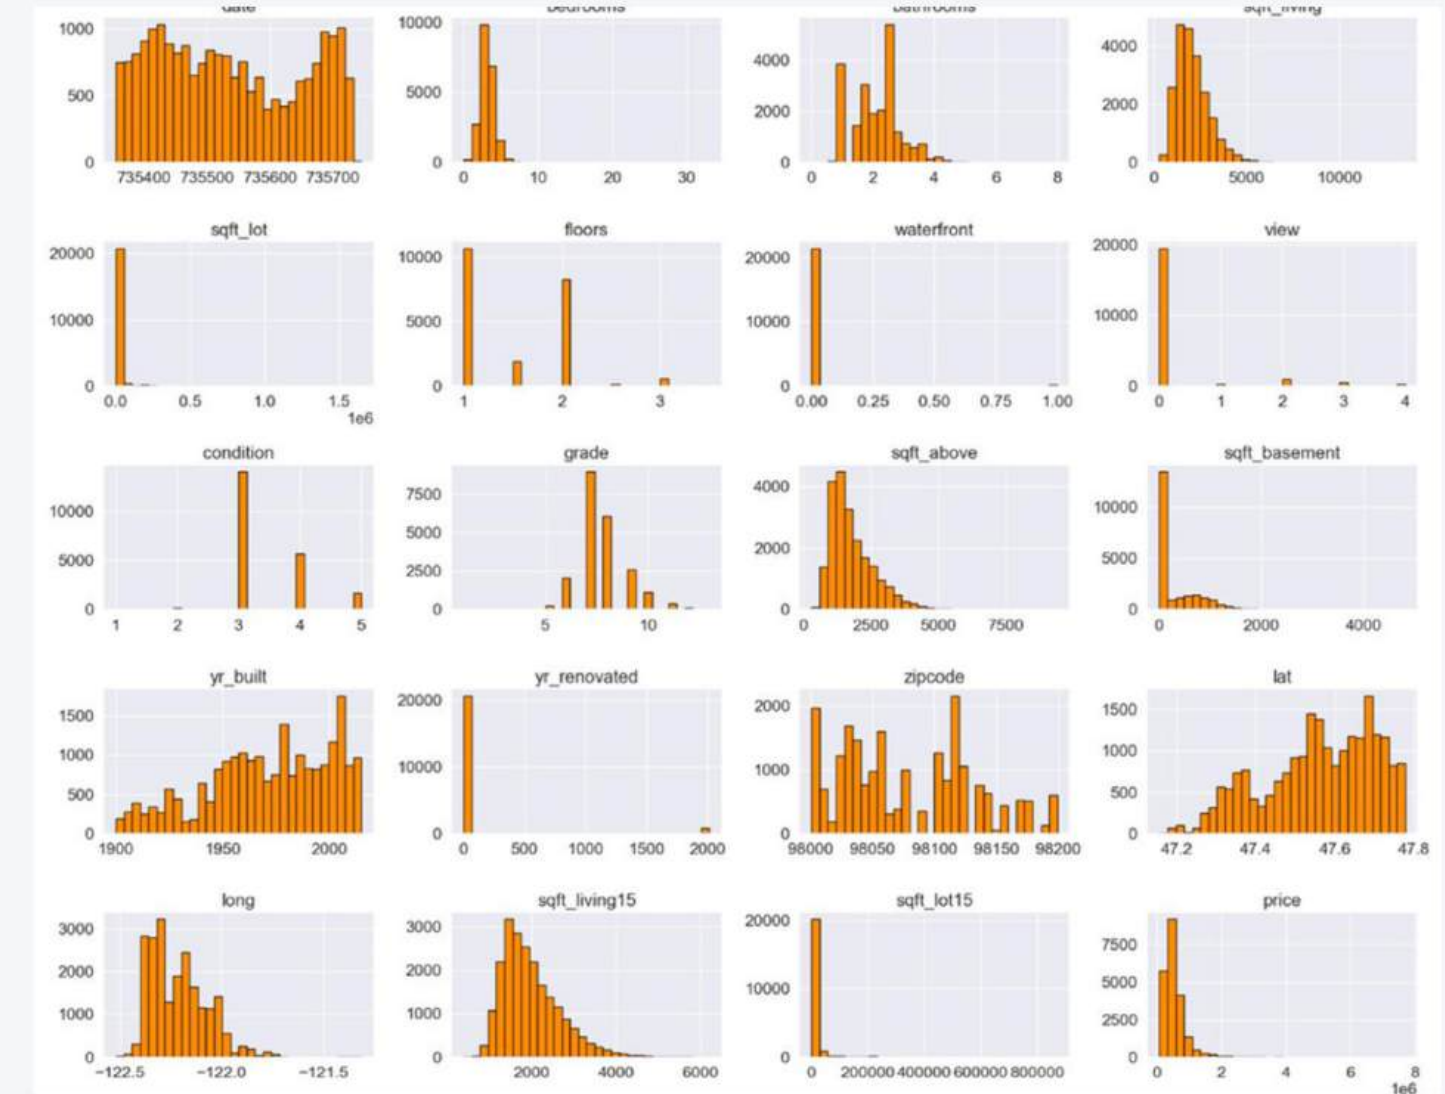 date bedrooms bathrooms sqft_living
1000
500
0
735400 735500 735600 735700
10000
5000
0
0 10 20 30
4000
2000
0
0 2 4 6 8
4000
2000
0
0 5000 10000
sqft_lot
20000
10000
0
0.0 0.5 1.0 1.5
1e6
floors
10000
5000
0
1 2 3
waterfront
20000
10000
0
0.00 0.25 0.50 0.75 1.00
view
20000
10000
0
0 1 2 3 4
condition
10000
5000
0
1 2 3 4 5
grade
7500
5000
2500
0
5 10
sqft_above
4000
2000
0
0 2500 5000 7500
sqft_basement
10000
5000
0
0 2000 4000
yr_built
1500
1000
500
0
1900 1950 2000
yr_renovated
20000
10000
0
0 500 1000 1500 2000
zipcode
2000
1000
0
98000 98050 98100 98150 98200
lat
1500
1000
500
0
47.2 47.4 47.6 47.8
long
3000
2000
1000
0
−122.5 −122.0 −121.5
sqft_living15
3000
2000
1000
0
2000 4000 6000
sqft_lot15
20000
10000
0
0 200000 400000 600000 800000
price
7500
5000
2500
0
0 2 4 6 8
1e6